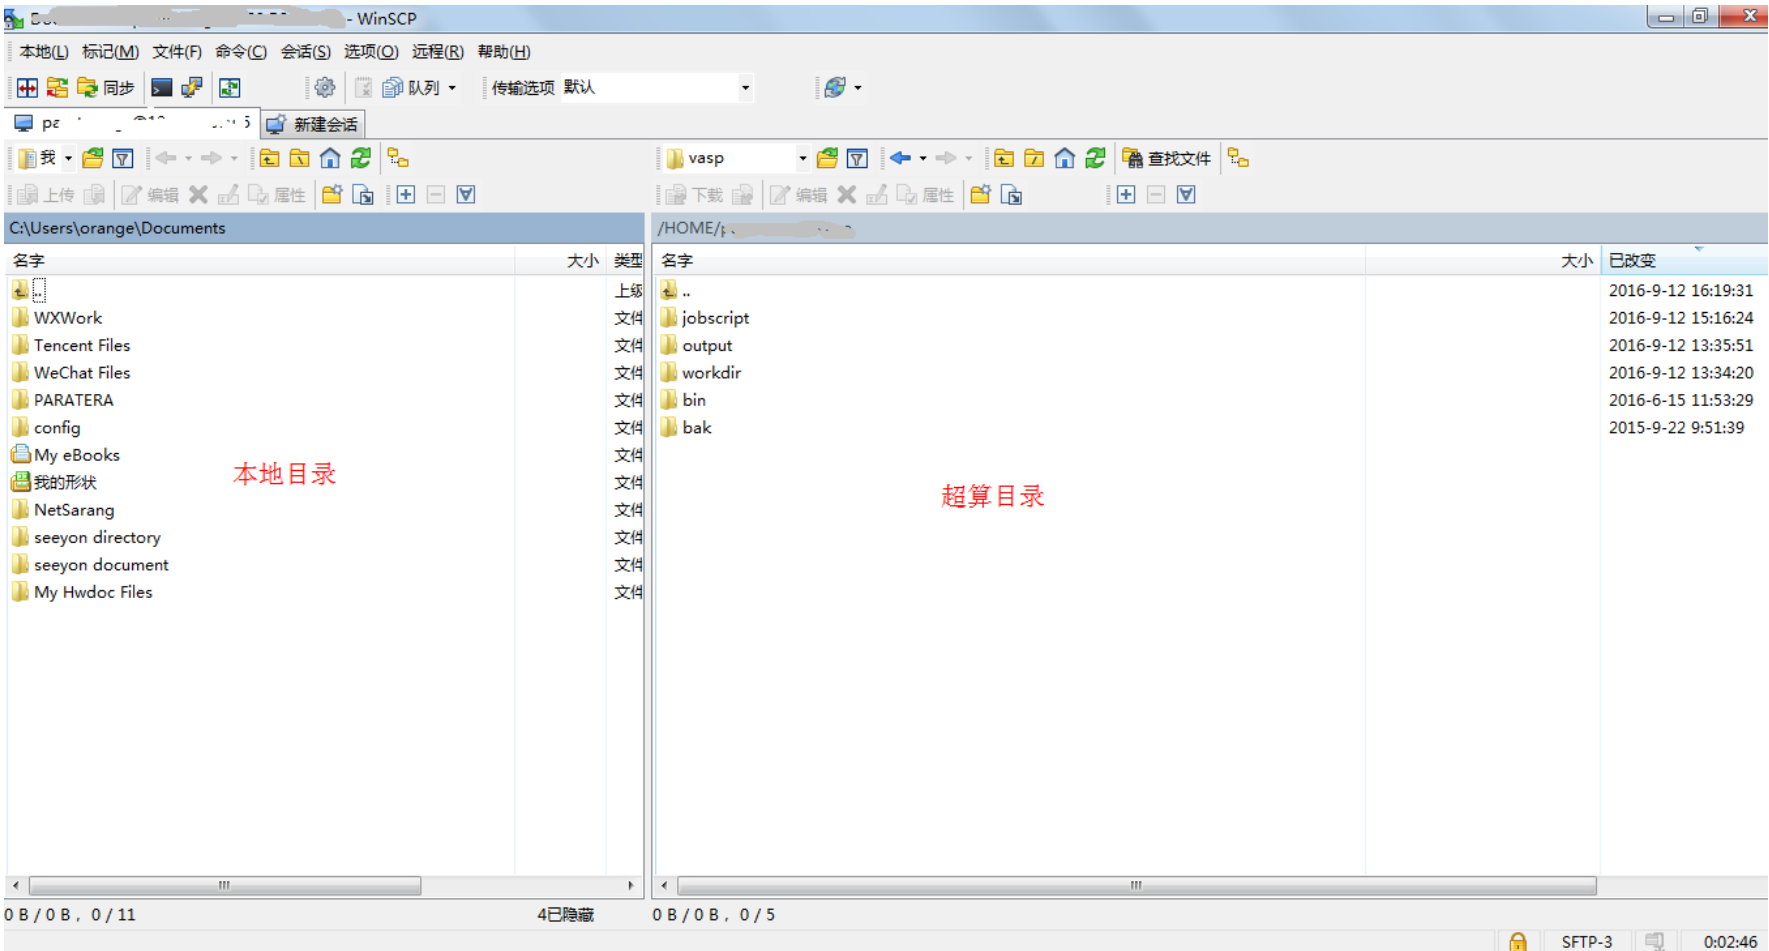 - WinSCP
本地(L) 标记(M) 文件(F) 命令(C) 会话(S) 选项(O) 远程(R) 帮助(H)
同步 队列 传输选项 默认
新建会话
我 vasp 查找文件
上传 编辑 属性 下载 编辑 属性
C:\Users\orange\Documents /HOME/
名字 大小 类型 名字 大小 已改变
.. 上级 .. 2016-9-12 16:19:31
WXWork 文件 jobscript 2016-9-12 15:16:24
Tencent Files 文件 output 2016-9-12 13:35:51
WeChat Files 文件 workdir 2016-9-12 13:34:20
PARATERA 文件 bin 2016-6-15 11:53:29
config 文件 bak 2015-9-22 9:51:39
My eBooks 文件
本地目录
我的形状 文件
超算目录
NetSarang 文件
seeyon directory 文件
seeyon document 文件
My Hwdoc Files 文件
0 B / 0 B, 0 / 11 4已隐藏 0 B / 0 B, 0 / 5
SFTP-3 0:02:46